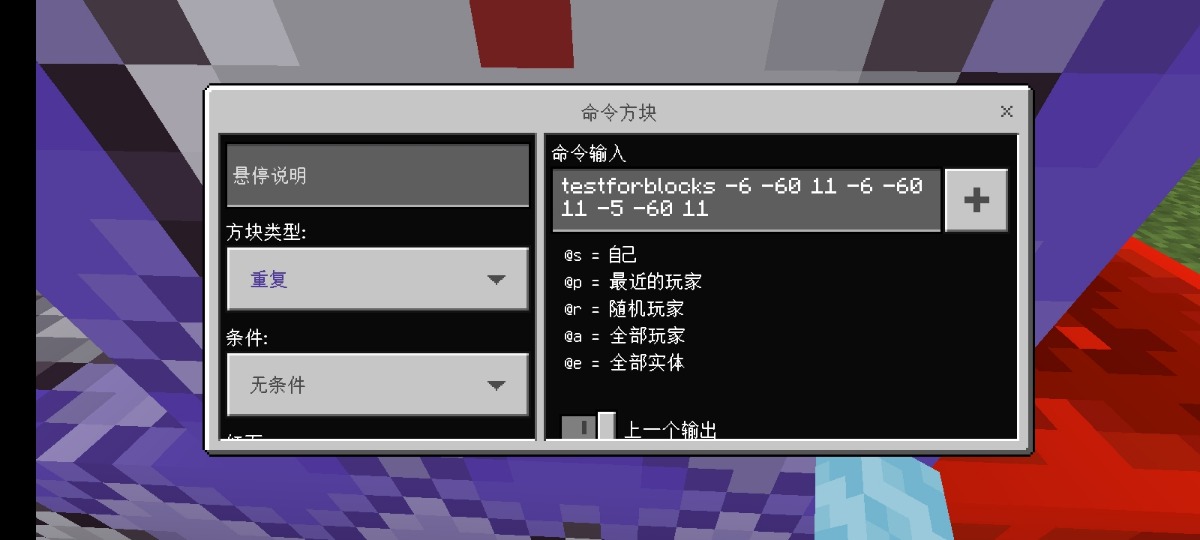 命令方块
悬停说明
方块类型:
重复
条件:
无条件
命令输入
testforblocks -6 -60 11 -6 -60
11 -5 -60 11
@s = 自己
@p = 最近的玩家
@r = 随机玩家
@a = 全部玩家
@e = 全部实体
上一个输出